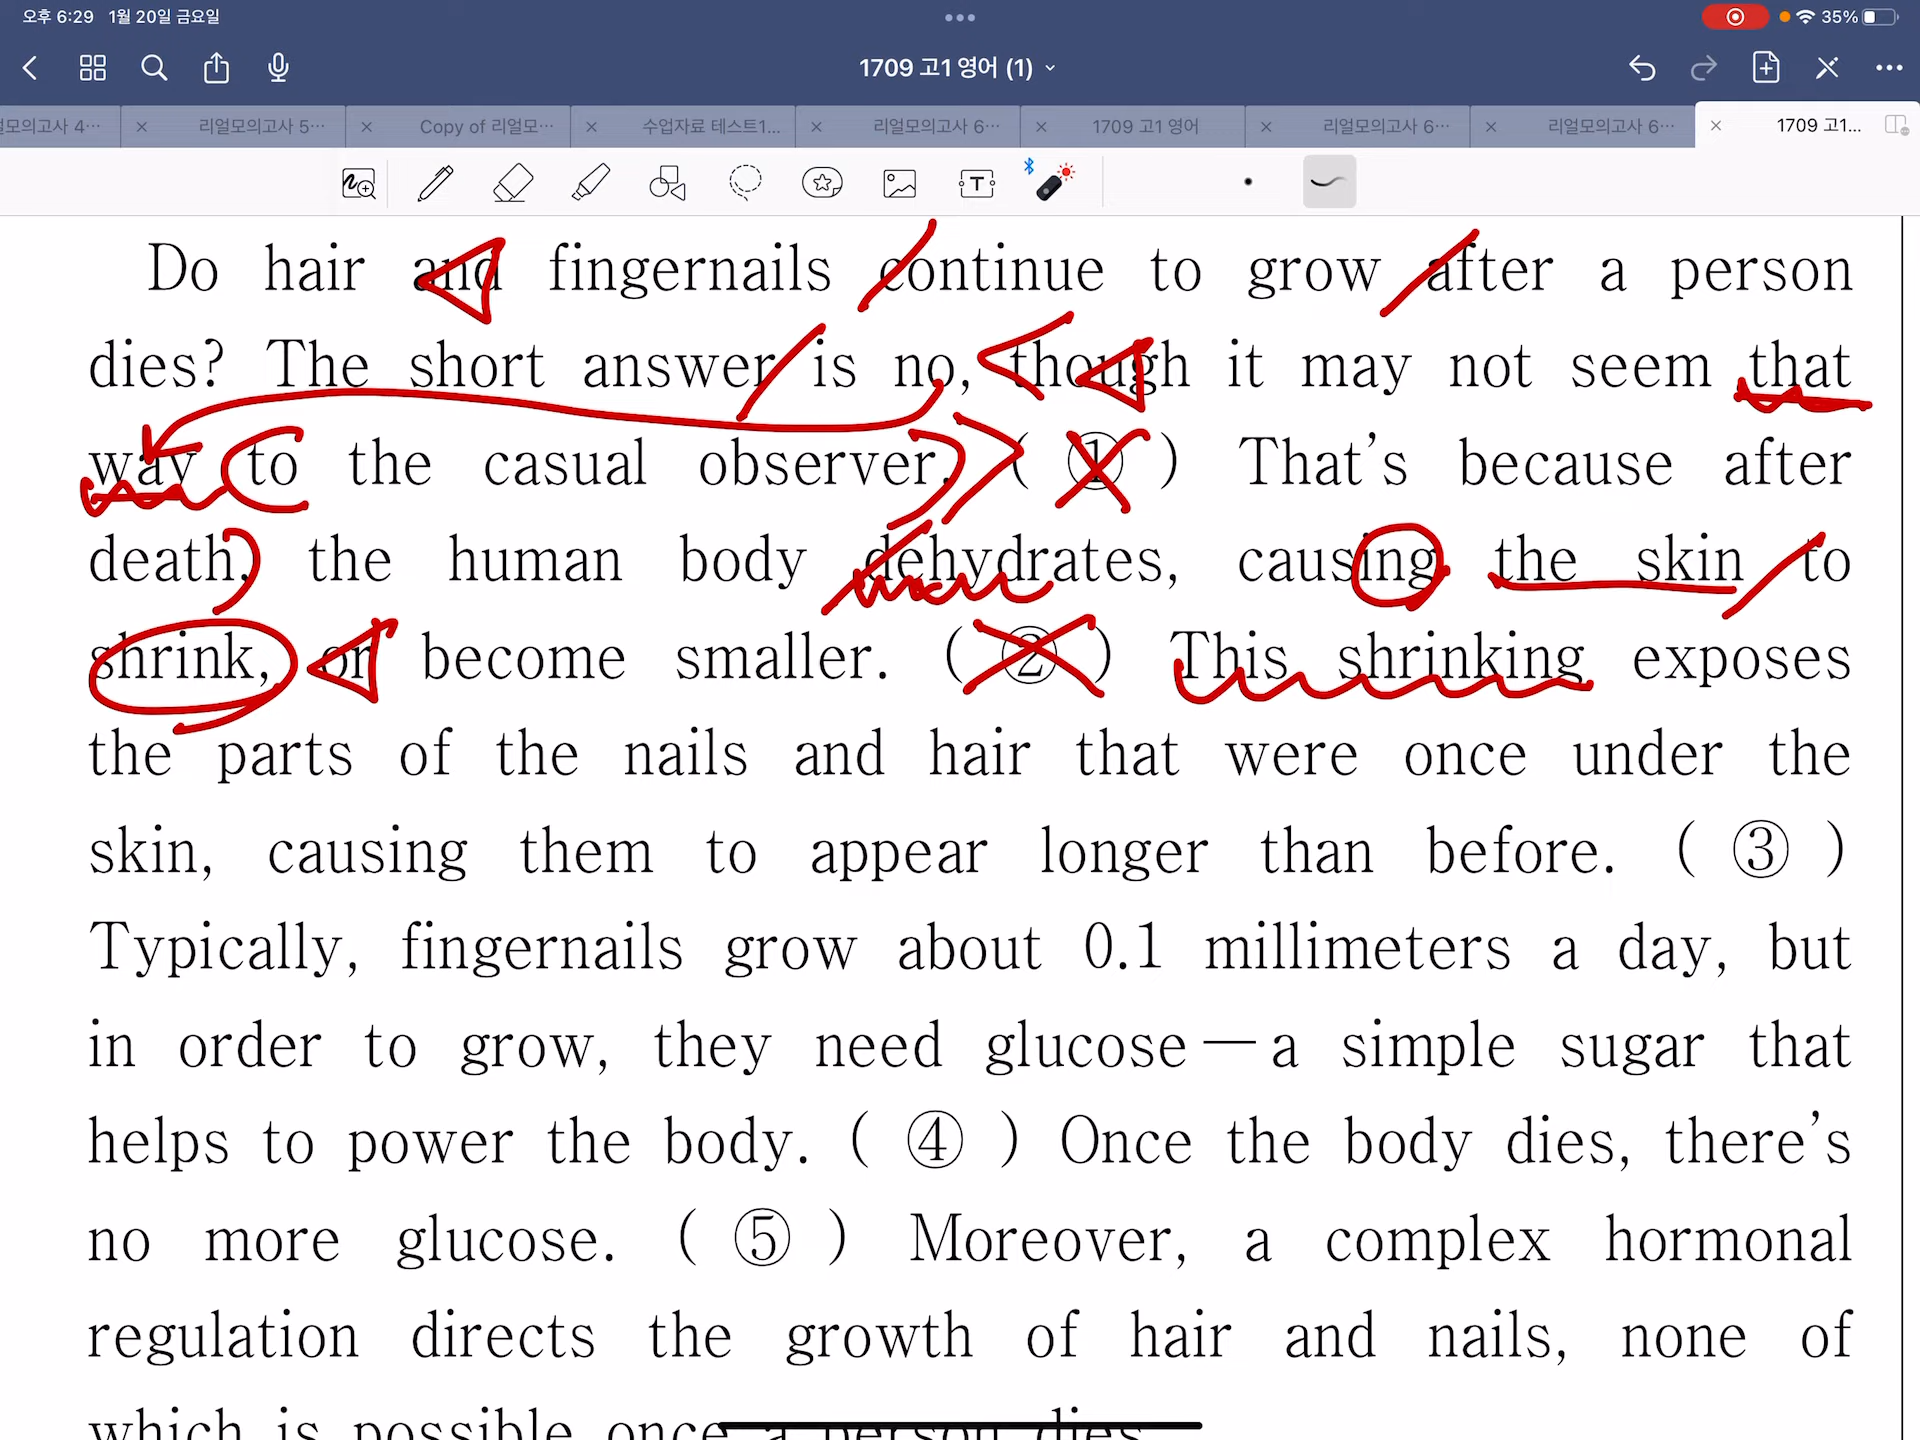 오후 6:29 1월 20일 금요일
35%
1709 고1 영어 (1)
리얼모의고사 5…
Copy of 리얼모…
수업자료 테스트1…
리얼모의고사 6…
1709 고1 영어
리얼모의고사 6…
리얼모의고사 6…
1709 고1...
Do hair and fingernails continue to grow after a person
dies? The short answer is no, though it may not seem that
way to the casual observer. ( ① ) That's because after
death, the human body dehydrates, causing the skin to
shrink, or become smaller. ( ② ) This shrinking exposes
the parts of the nails and hair that were once under the
skin, causing them to appear longer than before. ( ③ )
Typically, fingernails grow about 0.1 millimeters a day, but
in order to grow, they need glucose—a simple sugar that
helps to power the body. ( ④ ) Once the body dies, there's
no more glucose. ( ⑤ ) Moreover, a complex hormonal
regulation directs the growth of hair and nails, none of
which is possible once a person dies